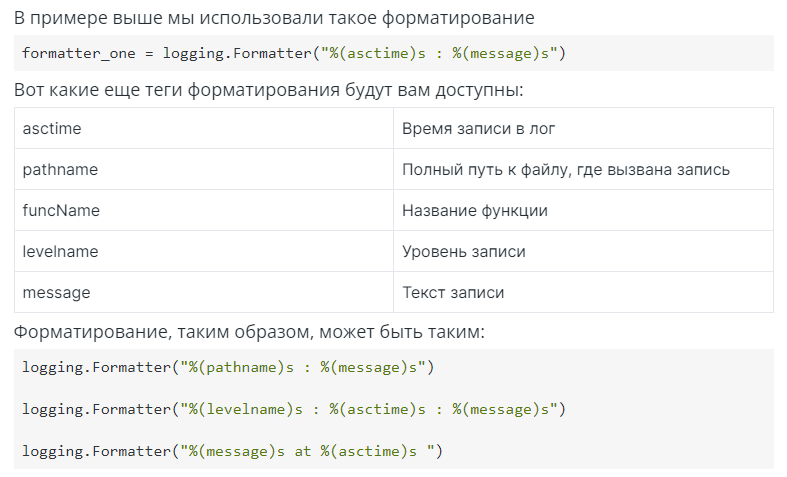 В примере выше мы использовали такое форматирование
formatter_one = logging.Formatter("%(asctime)s : %(message)s")
Вот какие еще теги форматирования будут вам доступны:
asctime Время записи в лог
pathname Полный путь к файлу, где вызвана запись
funcName Название функции
levelname Уровень записи
message Текст записи
Форматирование, таким образом, может быть таким:
logging.Formatter("%(pathname)s : %(message)s")
logging.Formatter("%(levelname)s : %(asctime)s : %(message)s")
logging.Formatter("%(message)s at %(asctime)s ")